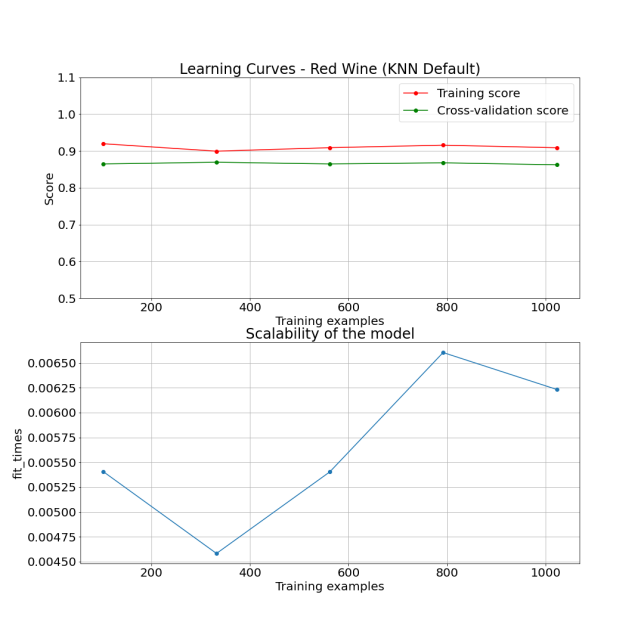 Learning Curves - Red Wine (KNN Default)
1.1
1.0
0.9
0.8
0.7
0.6
0.5
Score
Training score
Cross-validation score
200 400 600 800 1000
Training examples
Scalability of the model
0.00650
0.00625
0.00600
0.00575
0.00550
0.00525
0.00500
0.00475
0.00450
fit_times
200 400 600 800 1000
Training examples